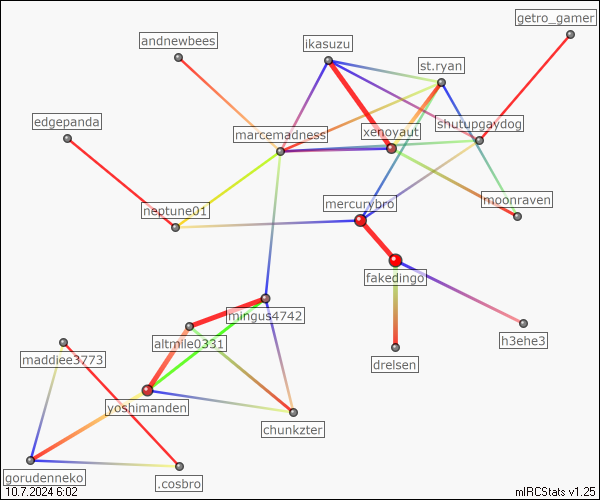 getro_gamer
andnewbees
ikasuzu
st.ryan
edgepanda
marcemadness
xenoyaut
shutupgaydog
neptune01
mercurybro
moonraven
fakedingo
mingus4742
altmile0331
h3ehe3
maddiee3773
drelsen
yoshimanden
chunkzter
gorudenneko
.cosbro
10.7.2024 6:02
mIRCStats v1.25